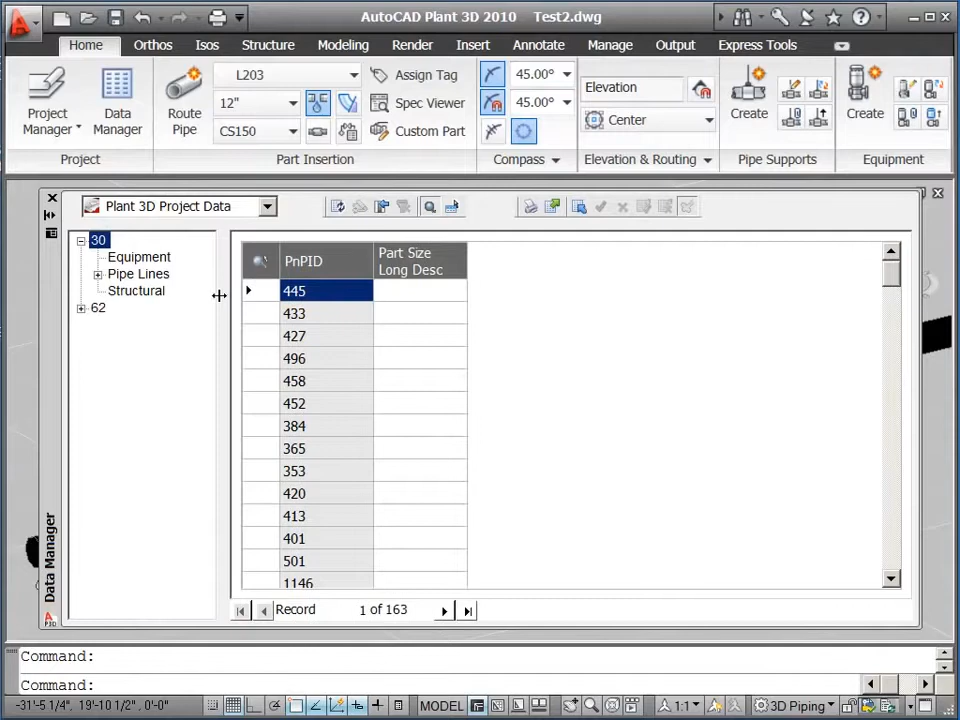 AutoCAD Plant 3D 2010 Test2.dwg
Home Orthos Isos Structure Modeling Render Insert Annotate Manage Output Express Tools
L203 Assign Tag 45.00° Elevation
Project Manager Data Manager Route Pipe 12" Spec Viewer 45.00° Center Create Create
CS150 Custom Part
Project Part Insertion Compass Elevation & Routing Pipe Supports Equipment
Plant 3D Project Data
30
Equipment
Pipe Lines
Structural
62
PnPID Part Size Long Desc
445
433
427
496
458
452
384
365
353
420
413
401
501
1146
Record 1 of 163
Data Manager
P3D
Command:
Command:
-31'-5 1/4", 19'-10 1/2", 0'-0" MODEL 1:1 3D Piping